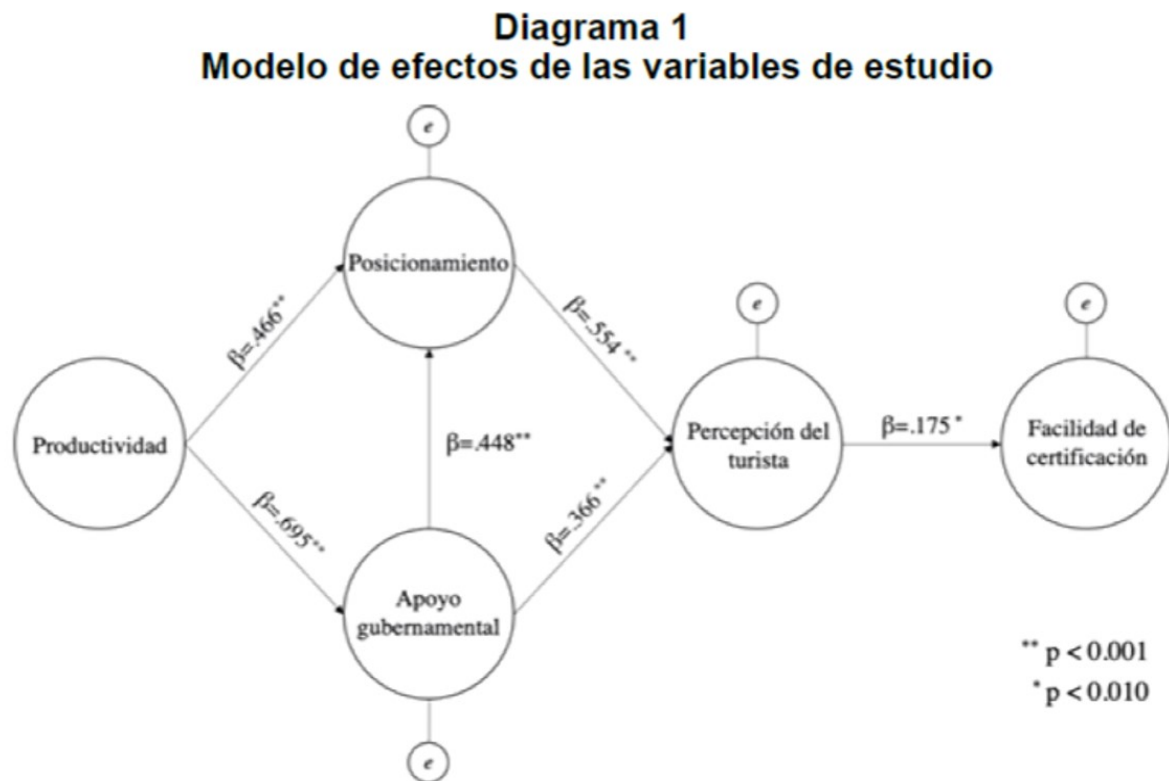 Diagrama 1
Modelo de efectos de las variables de estudio
e
Posicionamiento
β=.466**
β=.554 **
e
e
Productividad
β=.448**
Percepción del
turista
β=.175 *
Facilidad de
certificación
β=.695**
β=.366 **
Apoyo
gubernamental
** p < 0.001
* p < 0.010
e